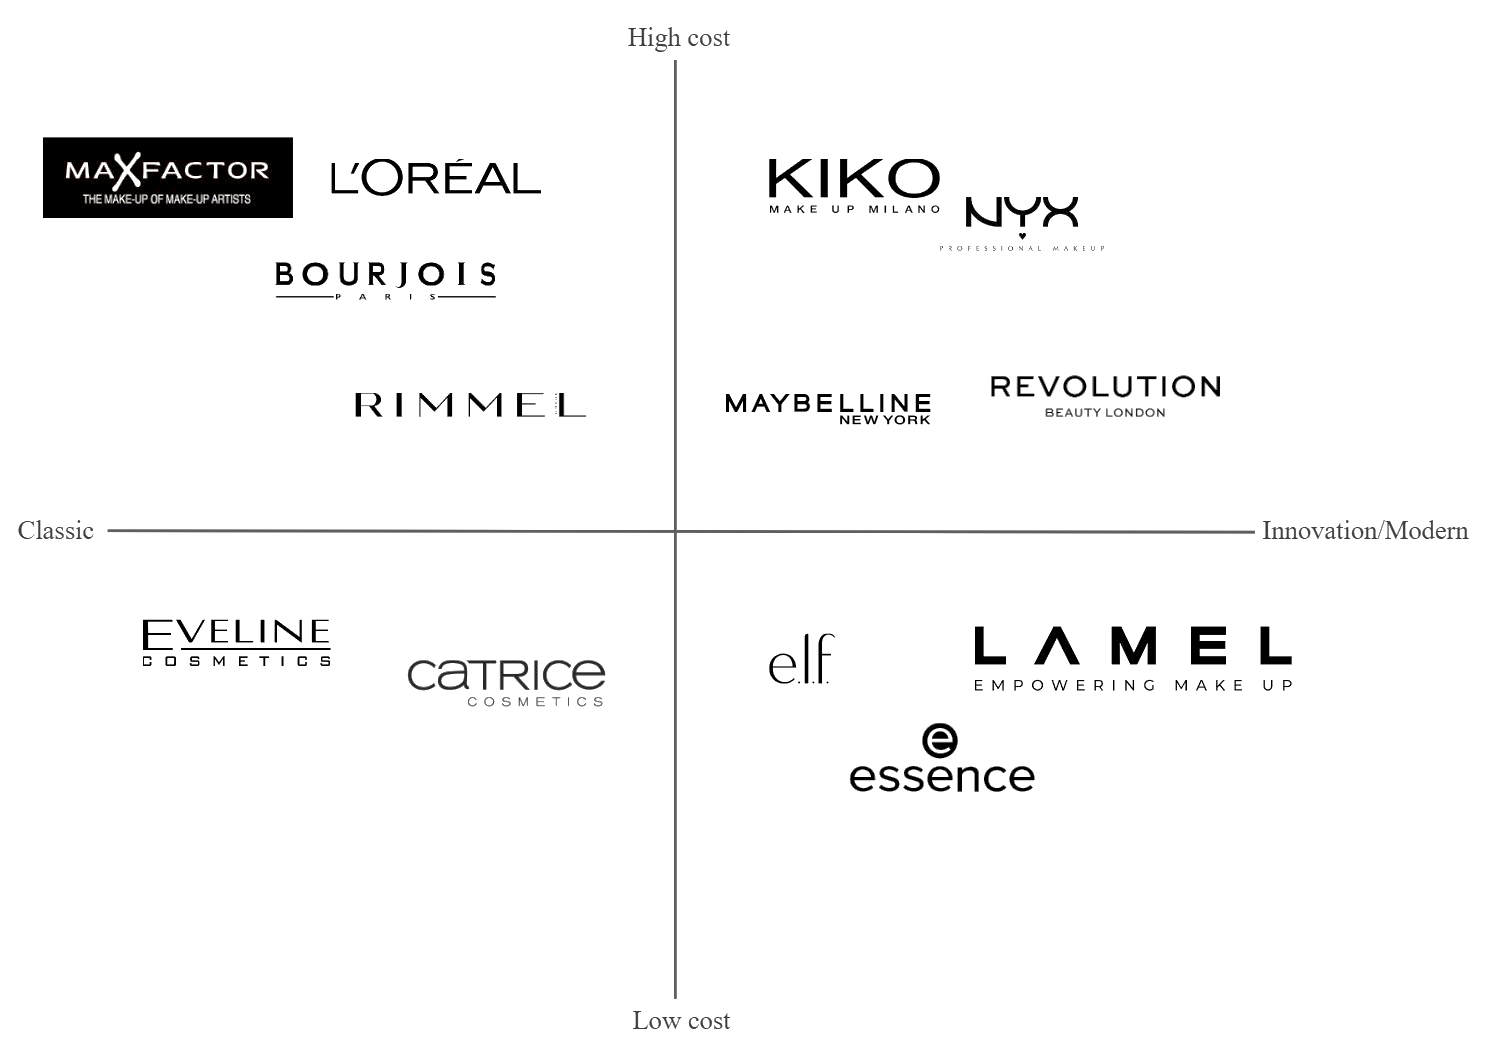 High cost
MAXFACTOR
THE MAKE-UP OF MAKE-UP ARTISTS
L'ORÉAL
KIKO
MAKE UP MILANO
NYX
PROFESSIONAL MAKEUP
BOURJOIS
PARIS
RIMMEL
MAYBELLINE
NEW YORK
REVOLUTION
BEAUTY LONDON
Classic
Innovation/Modern
EVELINE
COSMETICS
CATRICE
COSMETICS
e.l.f.
LAMEL
EMPOWERING MAKE UP
e
essence
Low cost